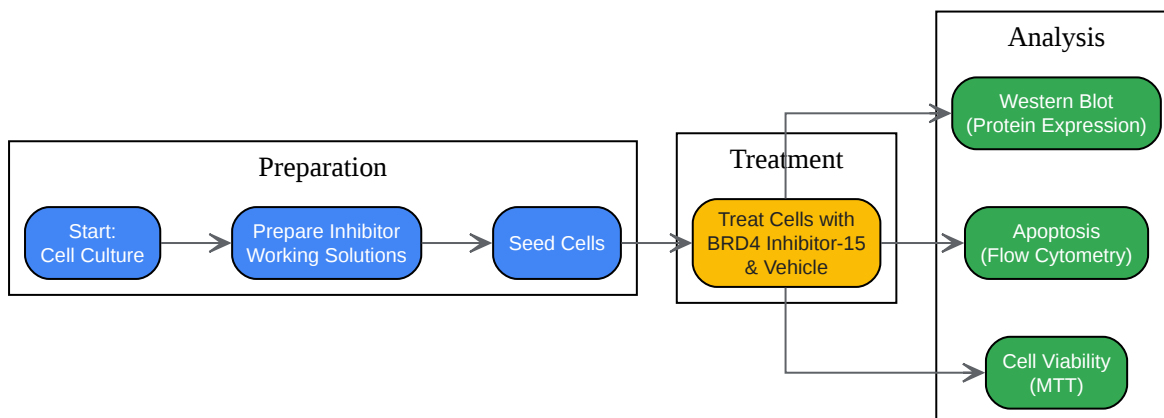 Preparation
Start:
Cell Culture
Prepare Inhibitor
Working Solutions
Seed Cells
Treatment
Treat Cells with
BRD4 Inhibitor-15
& Vehicle
Analysis
Western Blot
(Protein Expression)
Apoptosis
(Flow Cytometry)
Cell Viability
(MTT)